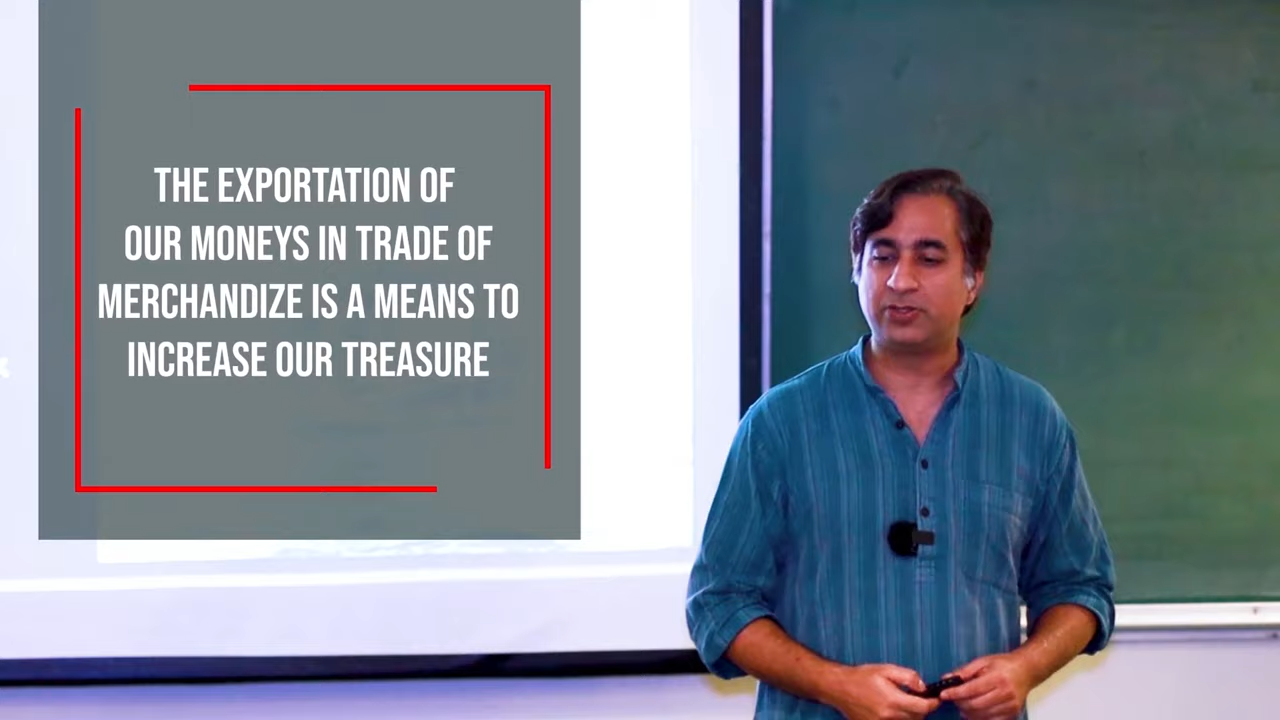 THE EXPORTATION OF
OUR MONEYS IN TRADE OF
MERCHANDIZE IS A MEANS TO
INCREASE OUR TREASURE